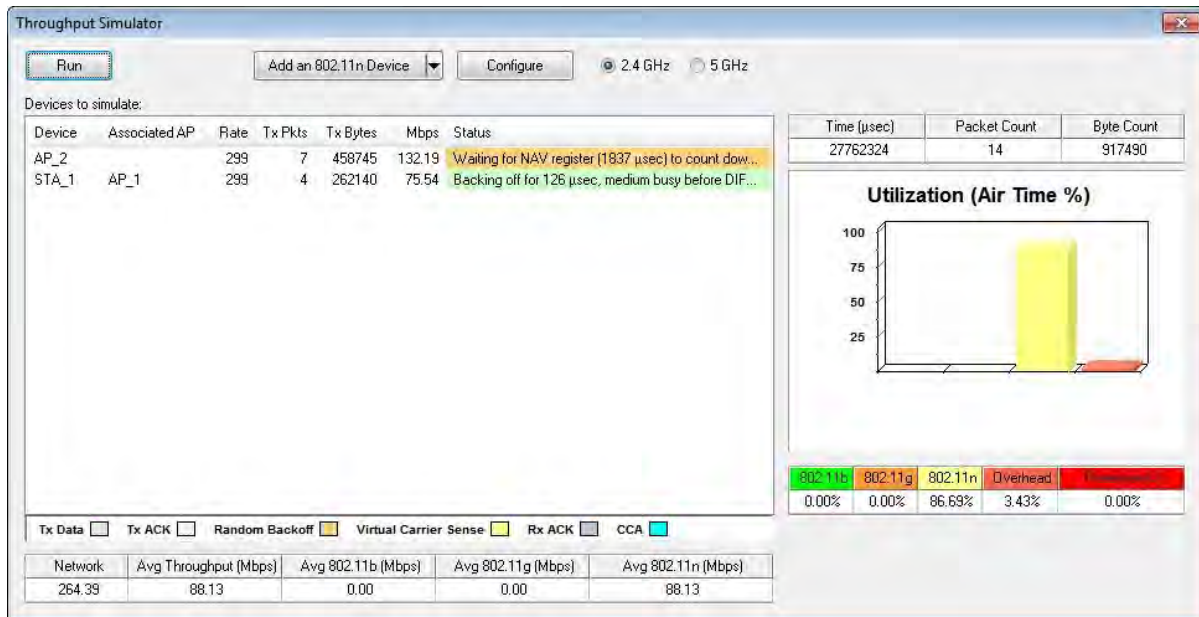 Throughput Simulator
Run
Add an 802.11n Device
Configure
2.4 GHz
5 GHz
Devices to simulate:
Device Associated AP Rate Tx Pkts Tx Bytes Mbps Status
AP_2 299 7 458745 132.19 Waiting for NAV register (1837 µsec) to count dow...
STA_1 AP_1 299 4 262140 75.54 Backing off for 126 µsec, medium busy before DIF...
Tx Data Tx ACK Random Backoff Virtual Carrier Sense Rx ACK CCA
Network Avg Throughput (Mbps) Avg 802.11b (Mbps) Avg 802.11g (Mbps) Avg 802.11n (Mbps)
264.39 88.13 0.00 0.00 88.13
Time (µsec) Packet Count Byte Count
27762324 14 917490
Utilization (Air Time %)
100
75
50
25
802.11b 802.11g 802.11n Overhead
0.00% 0.00% 86.69% 3.43% 0.00%